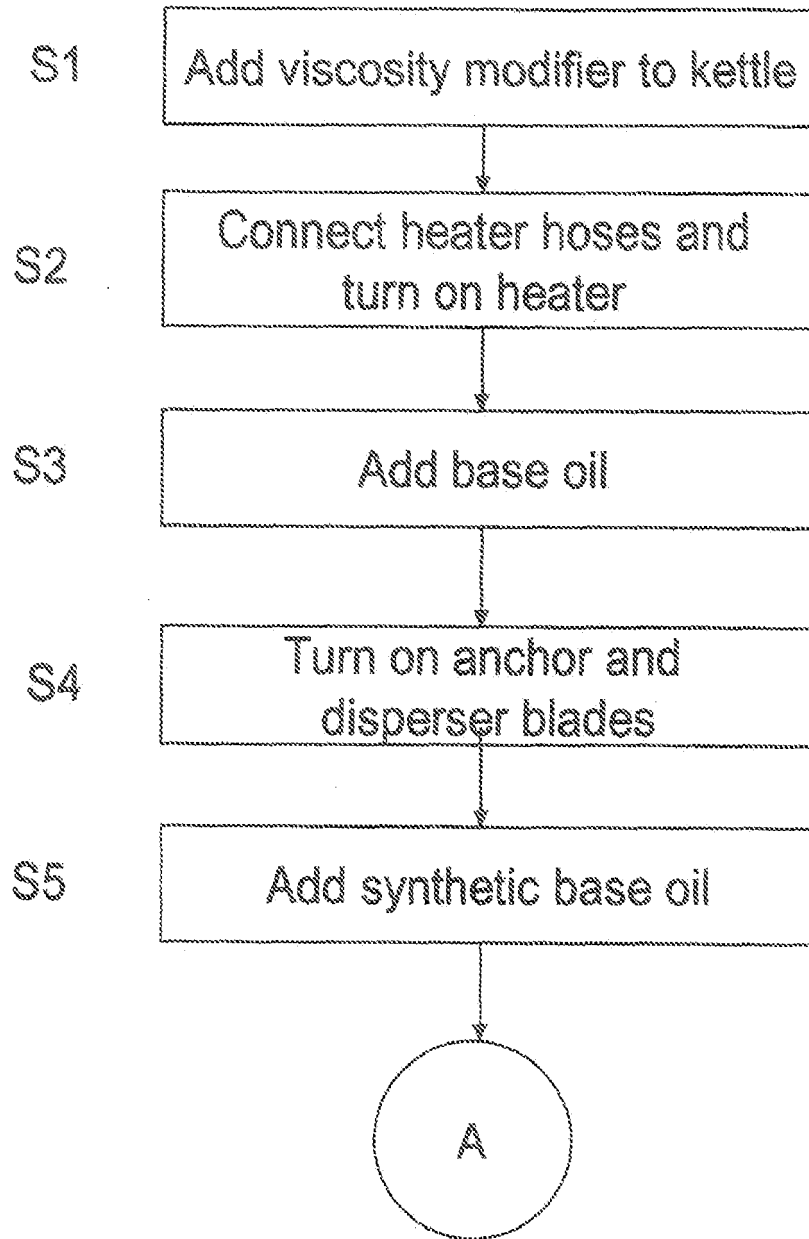 S1
Add viscosity modifier to kettle
S2
Connect heater hoses and
turn on heater
S3
Add base oil
S4
Turn on anchor and
disperser blades
S5
Add synthetic base oil
A